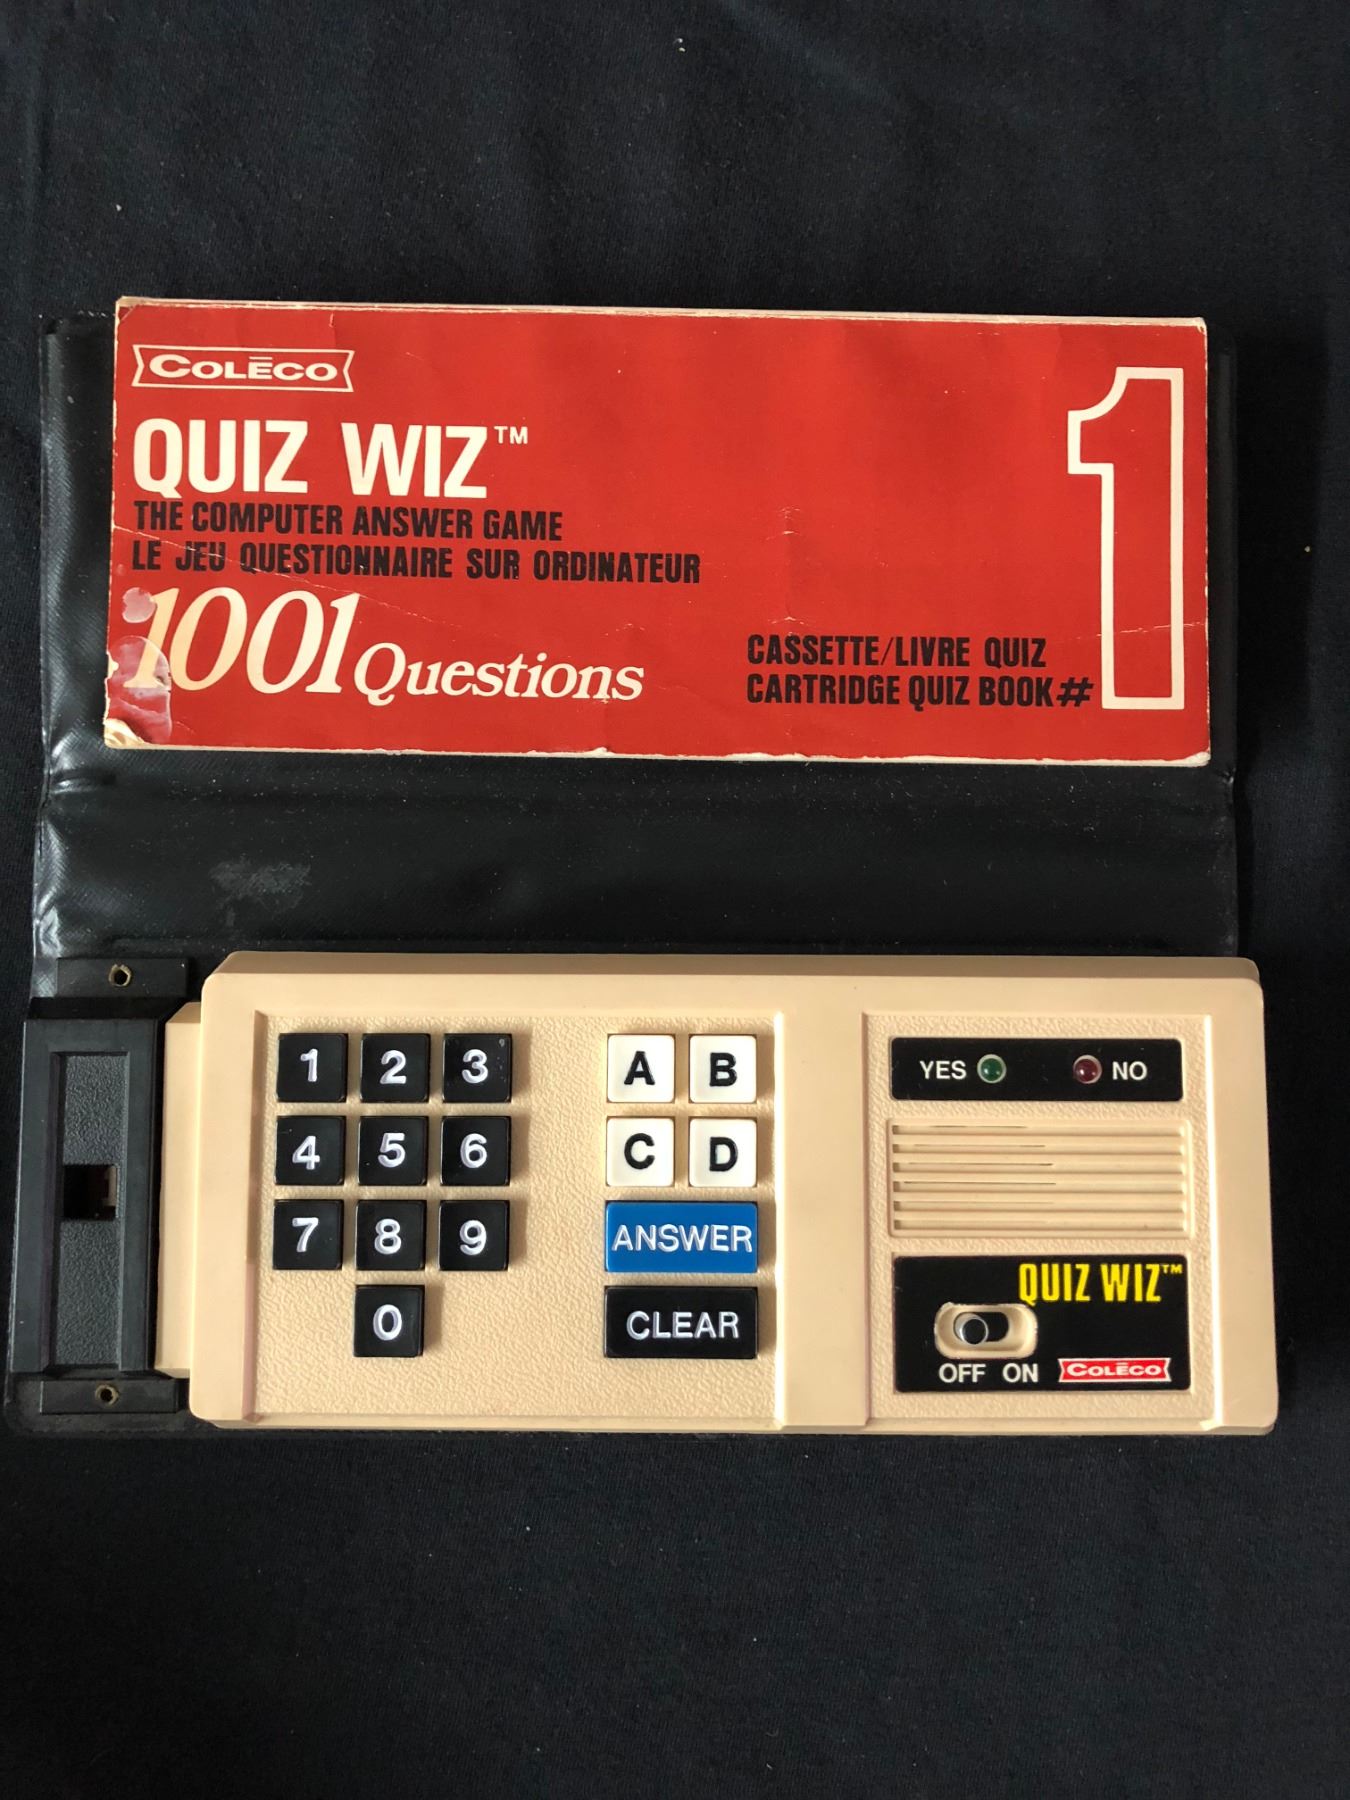 COLĒCO
QUIZ WIZ™
THE COMPUTER ANSWER GAME
LE JEU QUESTIONNAIRE SUR ORDINATEUR
1001 Questions
CASSETTE/LIVRE QUIZ
CARTRIDGE QUIZ BOOK # 1
1 2 3 A B
4 5 6 C D
7 8 9 ANSWER
0 CLEAR
YES NO
QUIZ WIZ™
OFF ON COLĒCO